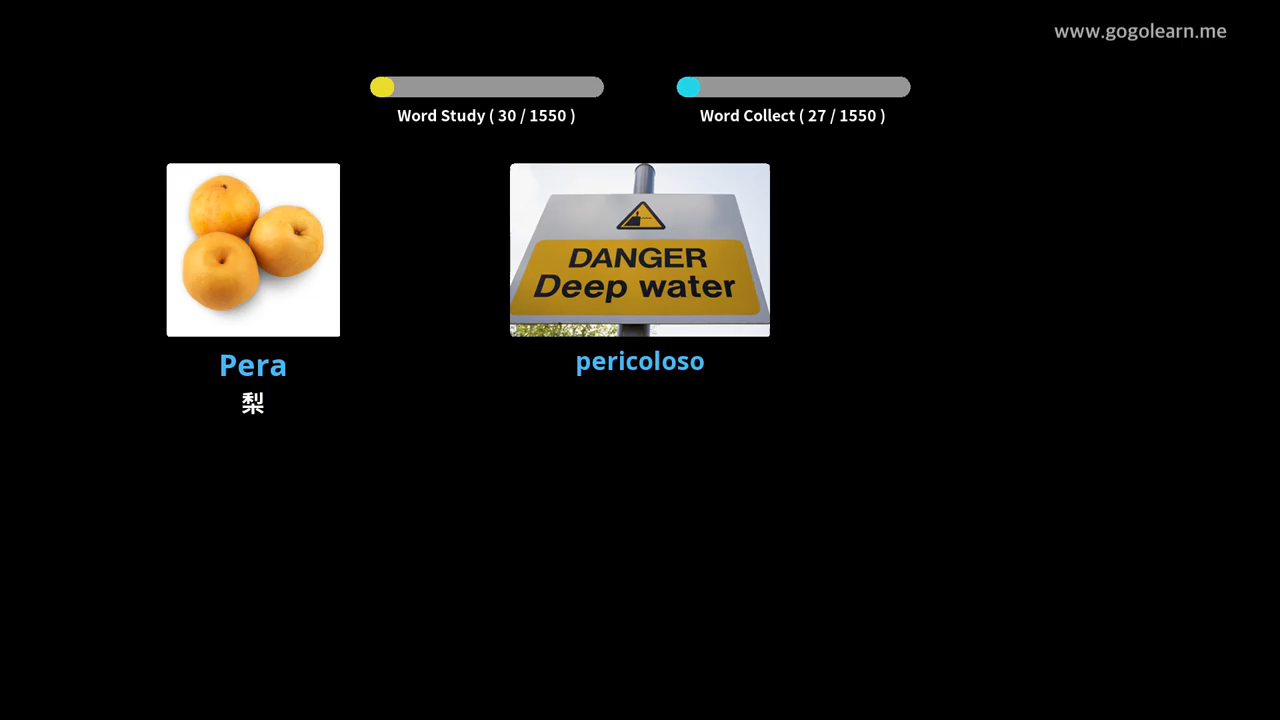 www.gogolearn.me
Word Study ( 30 / 1550 )
Word Collect ( 27 / 1550 )
DANGER
Deep water
Pera
梨
pericoloso